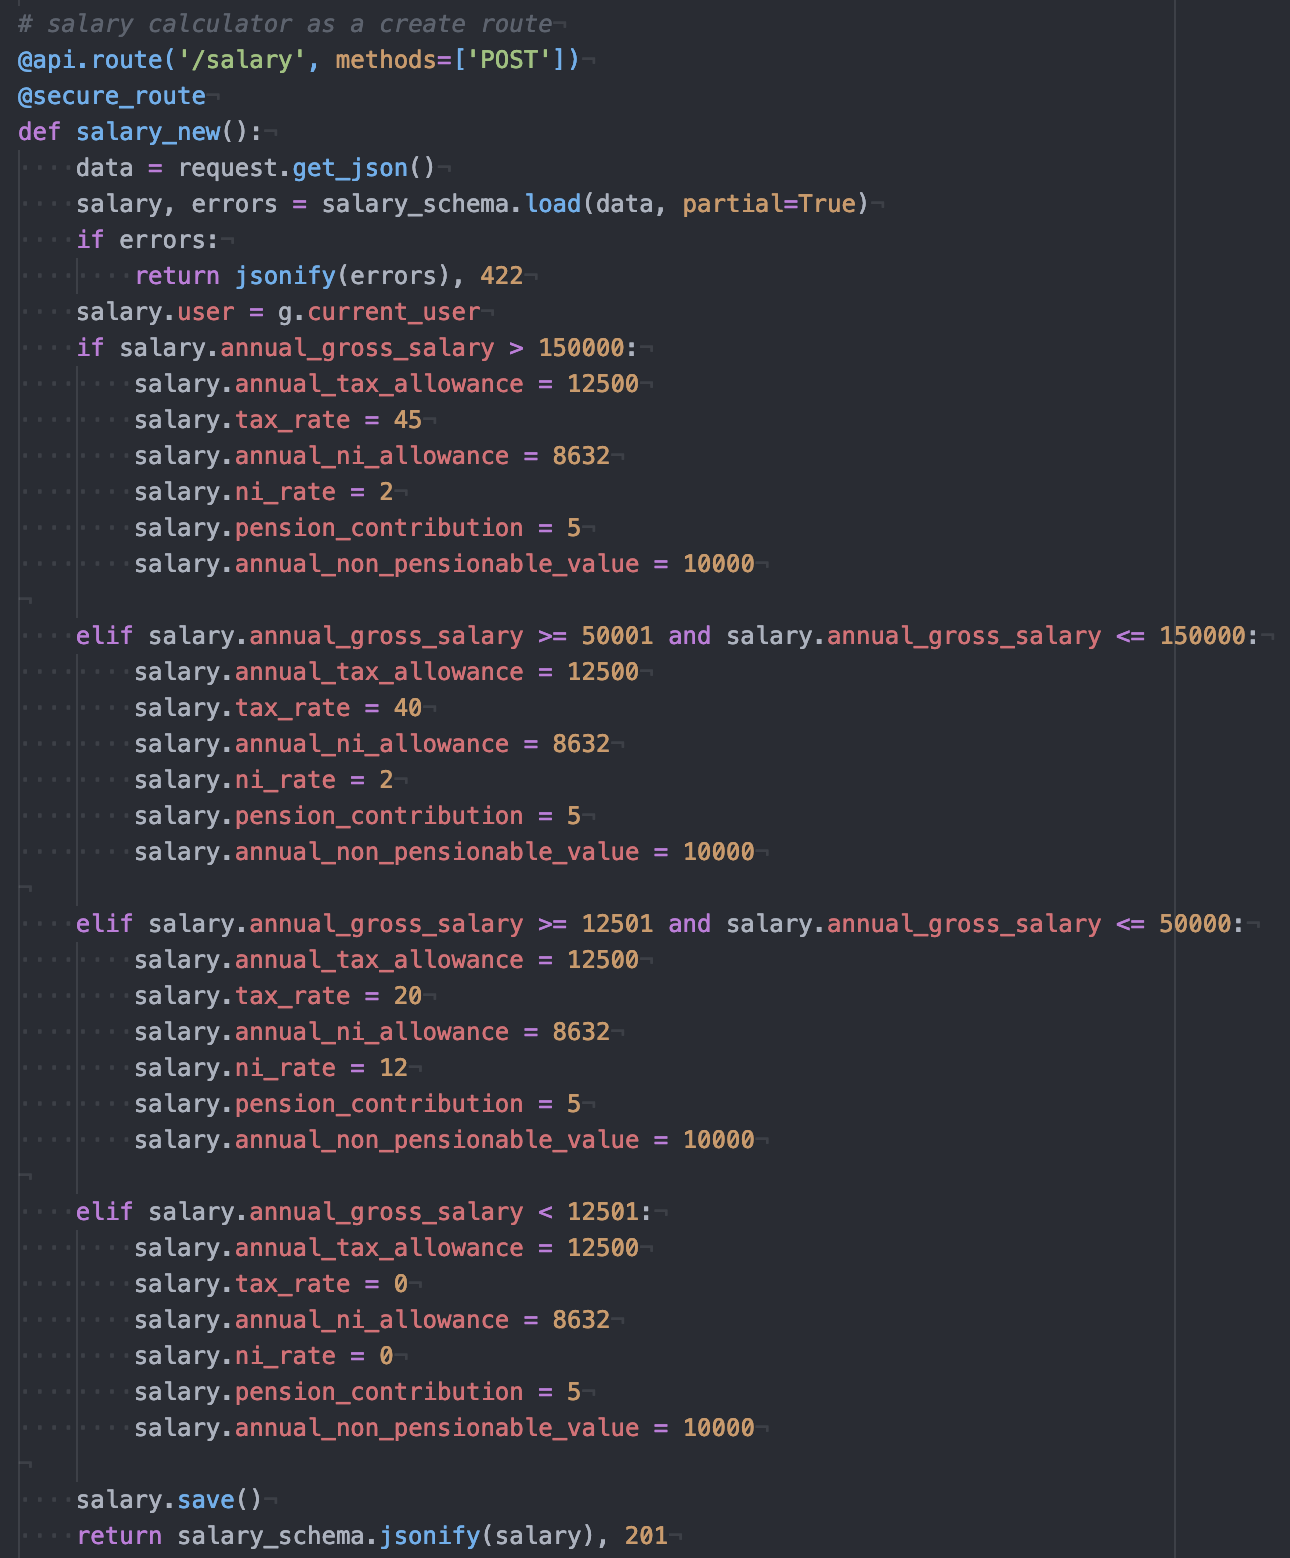 # salary calculator as a create route
@api.route('/salary', methods=['POST'])
@secure_route
def salary_new():
    data = request.get_json()
    salary, errors = salary_schema.load(data, partial=True)
    if errors:
        return jsonify(errors), 422
    salary.user = g.current_user
    if salary.annual_gross_salary > 150000:
        salary.annual_tax_allowance = 12500
        salary.tax_rate = 45
        salary.annual_ni_allowance = 8632
        salary.ni_rate = 2
        salary.pension_contribution = 5
        salary.annual_non_pensionable_value = 10000

    elif salary.annual_gross_salary >= 50001 and salary.annual_gross_salary <= 150000:
        salary.annual_tax_allowance = 12500
        salary.tax_rate = 40
        salary.annual_ni_allowance = 8632
        salary.ni_rate = 2
        salary.pension_contribution = 5
        salary.annual_non_pensionable_value = 10000

    elif salary.annual_gross_salary >= 12501 and salary.annual_gross_salary <= 50000:
        salary.annual_tax_allowance = 12500
        salary.tax_rate = 20
        salary.annual_ni_allowance = 8632
        salary.ni_rate = 12
        salary.pension_contribution = 5
        salary.annual_non_pensionable_value = 10000

    elif salary.annual_gross_salary < 12501:
        salary.annual_tax_allowance = 12500
        salary.tax_rate = 0
        salary.annual_ni_allowance = 8632
        salary.ni_rate = 0
        salary.pension_contribution = 5
        salary.annual_non_pensionable_value = 10000

    salary.save()
    return salary_schema.jsonify(salary), 201